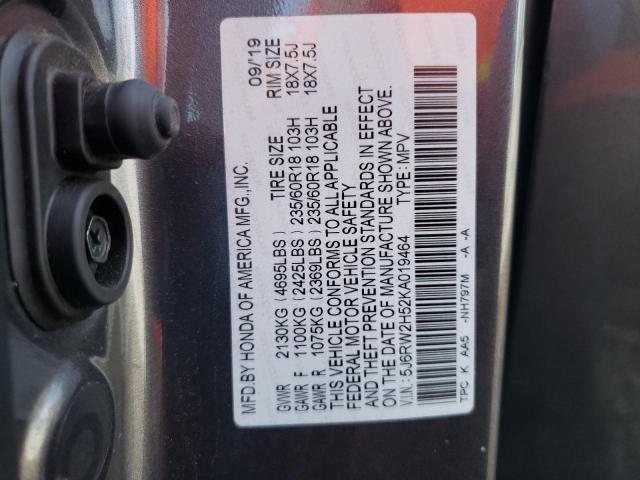 MFD.BY HONDA OF AMERICA MFG.,INC. 09/'19
GVWR 2130KG (4695LBS) TIRE SIZE RIM SIZE
GAWR F 1100KG (2425LBS) 235/60R18 103H 18X7.5J
GAWR R 1075KG (2369LBS) 235/60R18 103H 18X7.5J
THIS VEHICLE CONFORMS TO ALL APPLICABLE
FEDERAL MOTOR VEHICLE SAFETY
AND THEFT PREVENTION STANDARDS IN EFFECT
ON THE DATE OF MANUFACTURE SHOWN ABOVE.
V.I.N.: 5J6RW2H52KA019464 TYPE: MPV
TPC K AA5 -NH797M -A -A